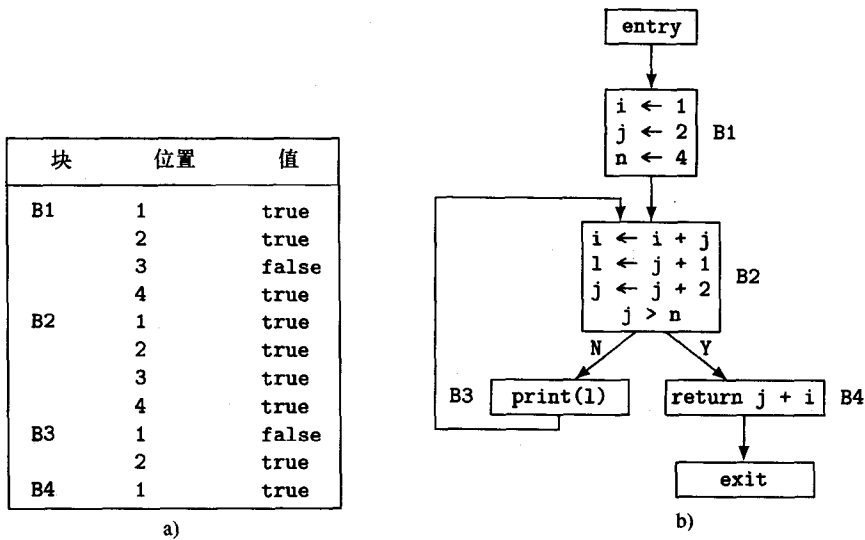 块 位置 值
B1 1 true
2 true
3 false
4 true
B2 1 true
2 true
3 true
4 true
B3 1 false
2 true
B4 1 true
a)
entry
i ← 1
j ← 2
n ← 4
B1
i ← i + j
l ← j + 1
j ← j + 2
j > n
B2
N
Y
B3
print(l)
return j + i
B4
exit
b)